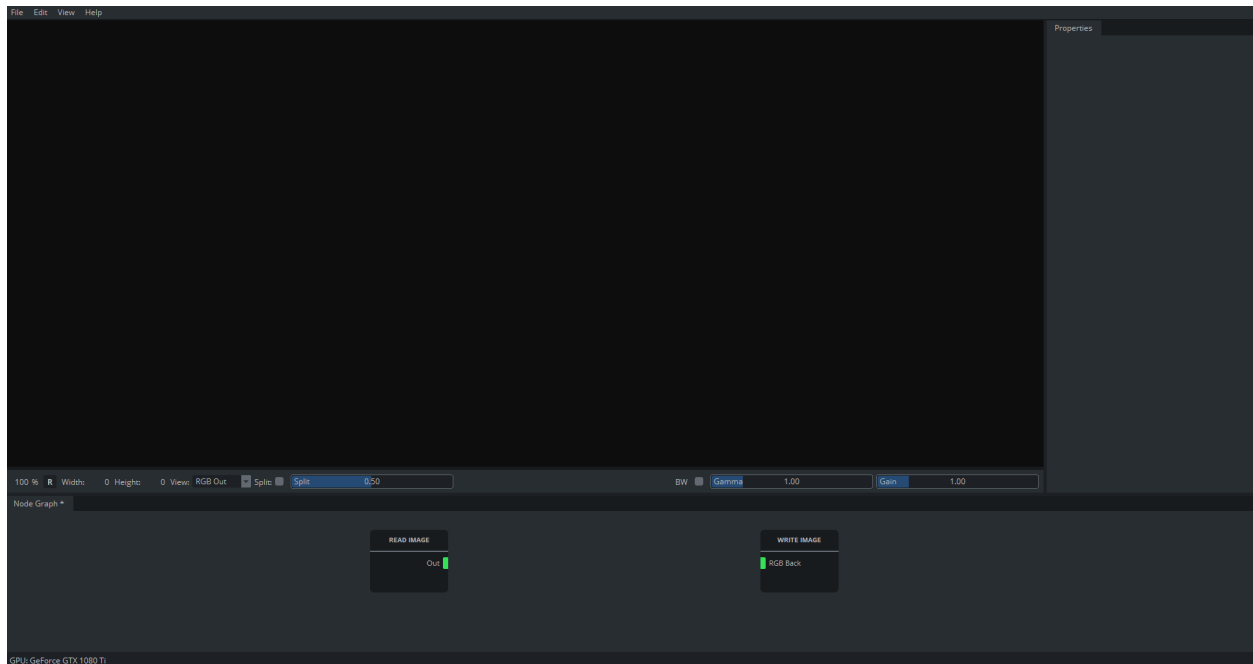 File Edit View Help
Properties
100 % R Width: 0 Height: 0 View: RGB Out Split: Split 0.50 BW Gamma 1.00 Gain 1.00
Node Graph *
READ IMAGE WRITE IMAGE
Out RGB Back
GPU: GeForce GTX 1080 Ti